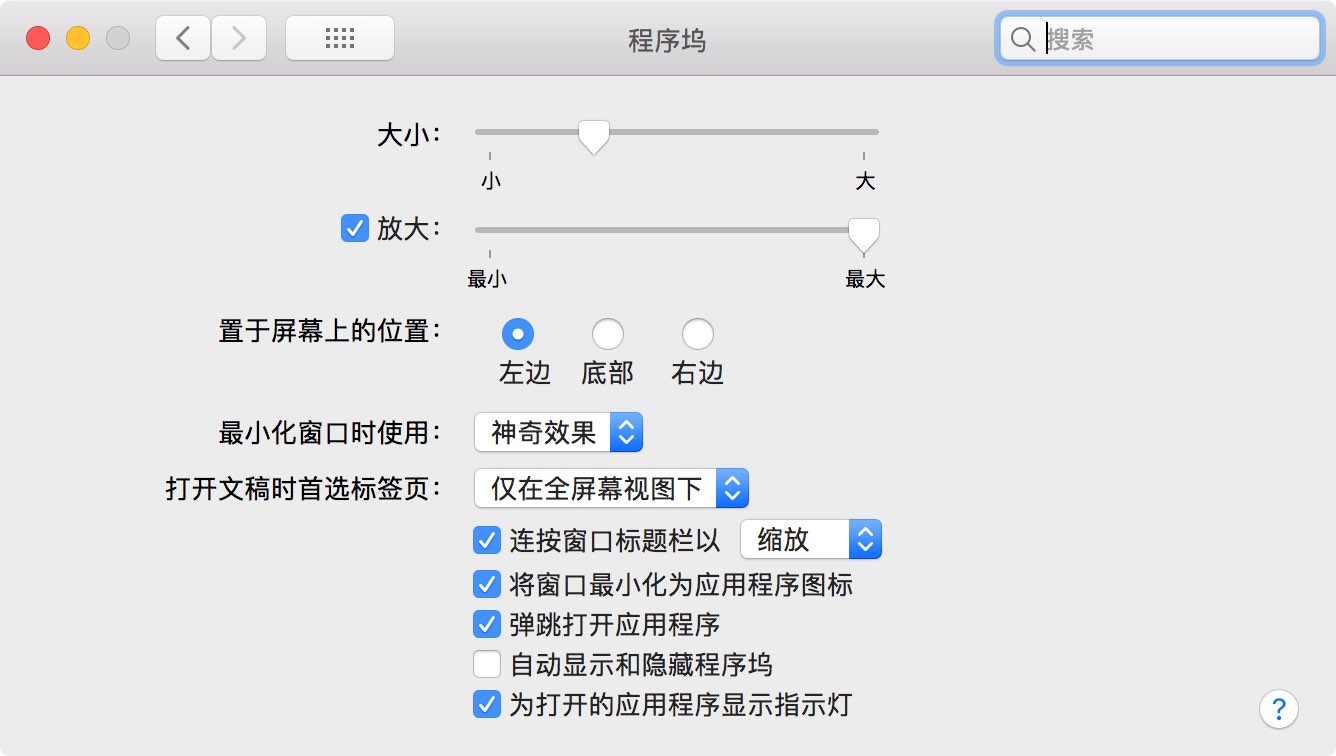 程序坞
搜索
大小：
小 大
放大：
最小 最大
置于屏幕上的位置：
左边 底部 右边
最小化窗口时使用： 神奇效果
打开文稿时首选标签页： 仅在全屏幕视图下
连按窗口标题栏以 缩放
将窗口最小化为应用程序图标
弹跳打开应用程序
自动显示和隐藏程序坞
为打开的应用程序显示指示灯
?